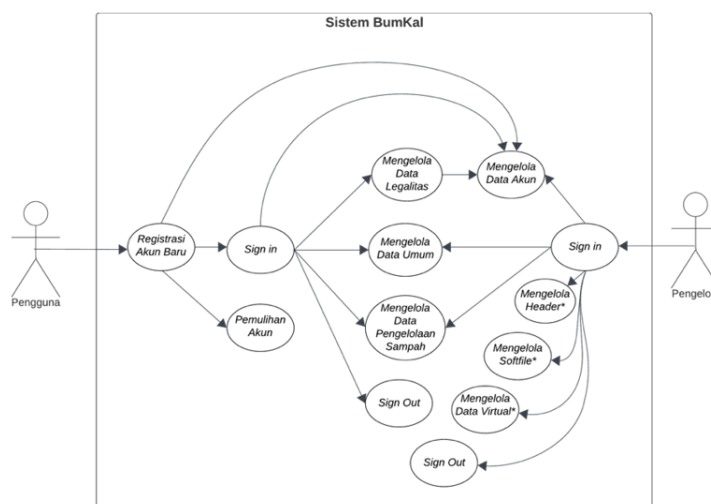 Sistem BumKal
Mengelola
Data
Legalitas
Mengelola
Data Akun
Registrasi
Akun Baru
Sign in
Mengelola
Data Umum
Sign in
Pengguna
Pengelo
Mengelola
Header*
Pemulihan
Akun
Mengelola
Data
Pengelolaan
Sampah
Mengelola
Softfile*
Sign Out
Mengelola
Data Virtual*
Sign Out